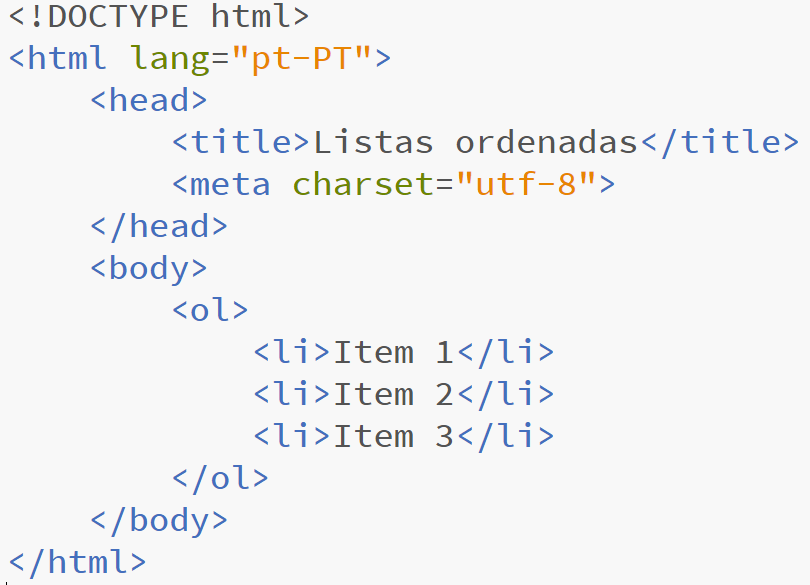 <!DOCTYPE html>
<html lang="pt-PT">
    <head>
        <title>Listas ordenadas</title>
        <meta charset="utf-8">
    </head>
    <body>
        <ol>
            <li>Item 1</li>
            <li>Item 2</li>
            <li>Item 3</li>
        </ol>
    </body>
</html>